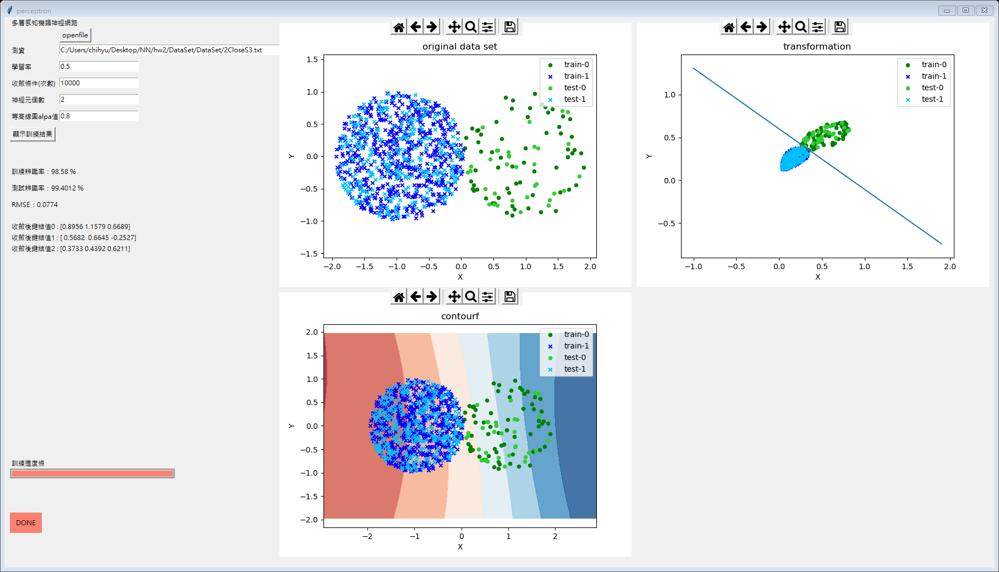 perceptron
多層感知機類神經網路
openfile
測資 C:/Users/chihyu/Desktop/NN/hw2/DataSet/DataSet/2CloseS3.txt
學習率 0.5
收斂條件(次數) 10000
神經元個數 2
等高線圖alpa值 0.8
顯示訓練結果
訓練辨識率 : 98.58 %
測試辨識率 : 99.4012 %
RMSE : 0.0774
收斂後鍵結值0 : [0.8956 1.1579 0.6689]
收斂後鍵結值1 : [ 0.5682 0.6645 -0.2527]
收斂後鍵結值2 : [0.3733 0.4392 0.6211]
訓練進度條
DONE
original data set
1.5
1.0
0.5
0.0
−0.5
−1.0
−1.5
Y
−2.0 −1.5 −1.0 −0.5 0.0 0.5 1.0 1.5 2.0
X
train-0
train-1
test-0
test-1
transformation
1.0
0.5
0.0
−0.5
Y
−1.0 −0.5 0.0 0.5 1.0 1.5 2.0
X
train-0
train-1
test-0
test-1
contourf
2.0
1.5
1.0
0.5
0.0
−0.5
−1.0
−1.5
−2.0
Y
−2 −1 0 1 2
X
train-0
train-1
test-0
test-1